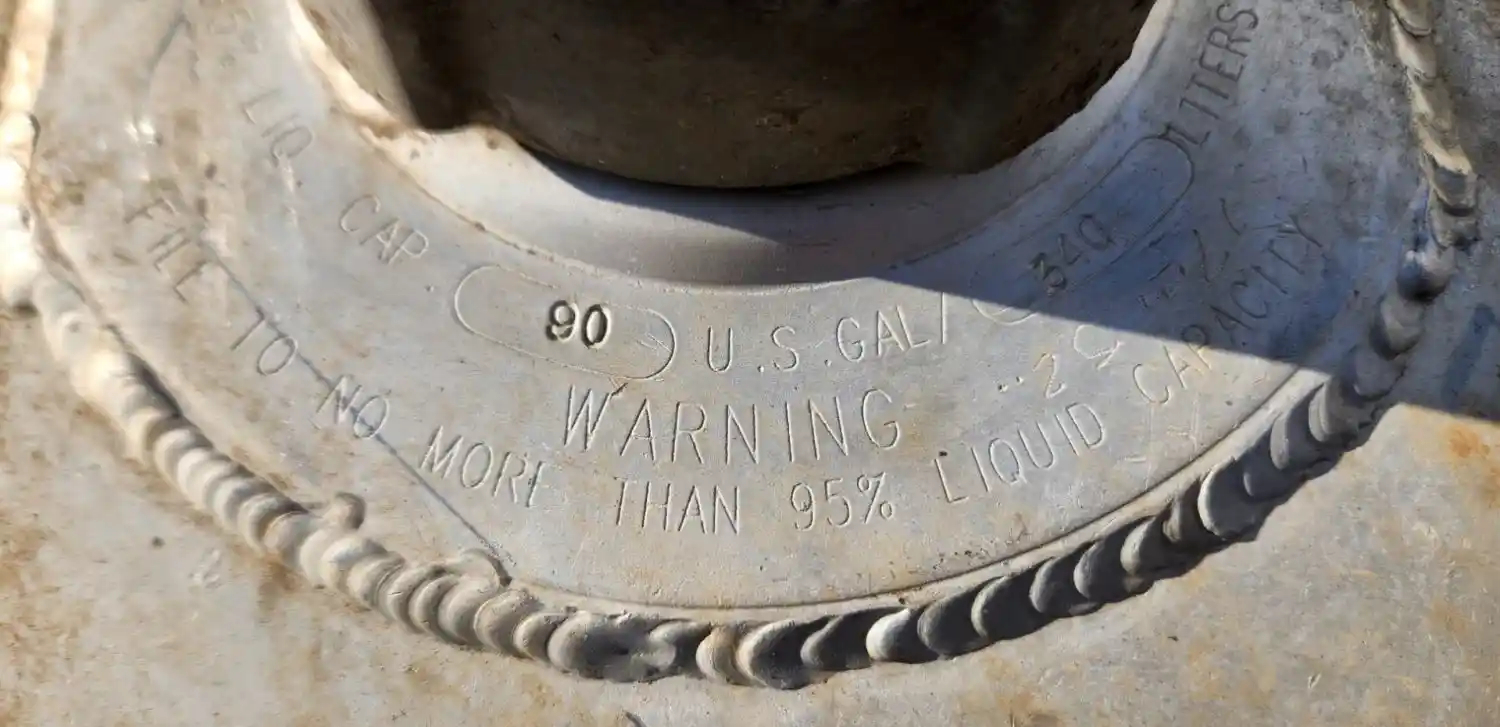 LIQ CAP. 90 U.S. GAL/ 340 LITERS
WARNING
FILL TO NO MORE THAN 95% LIQUID CAPACITY